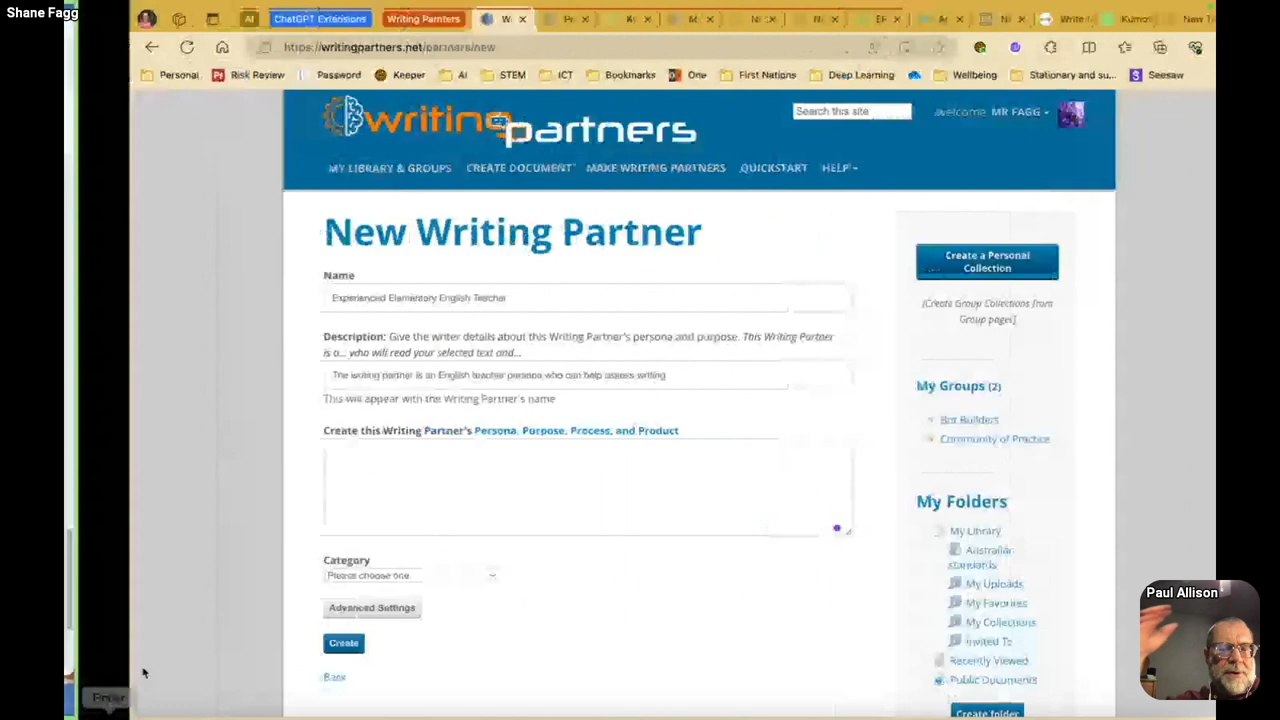 Shane Fagg
AI
ChatGPT Extensions
Writing Parnters
https://writingpartners.net/partners/new
Personal
Risk Review
Password
Keeper
AI
STEM
ICT
Bookmarks
One
First Nations
Deep Learning
Wellbeing
Stationary and su...
Seesaw
writing partners
Search this site
welcome, MR FAGG
MY LIBRARY & GROUPS
CREATE DOCUMENT
MAKE WRITING PARTNERS
QUICKSTART
HELP
New Writing Partner
Name
Experienced Elementary English Teacher
Description: Give the writer details about this Writing Partner's persona and purpose. This Writing Partner
is a... who will read your selected text and...
The writing partner is an English teacher persona who can help assess writing
This will appear with the Writing Partner's name
Create this Writing Partner's Persona, Purpose, Process, and Product
Category
Please choose one
Advanced Settings
Create
Back
Create a Personal
Collection
[Create Group Collections from
Group pages]
My Groups (2)
Bot Builders
Community of Practice
My Folders
My Library
Australian
standards
My Uploads
My Favorites
My Collections
Invited To
Recently Viewed
Public Documents
Create folder
Paul Allison
Finder